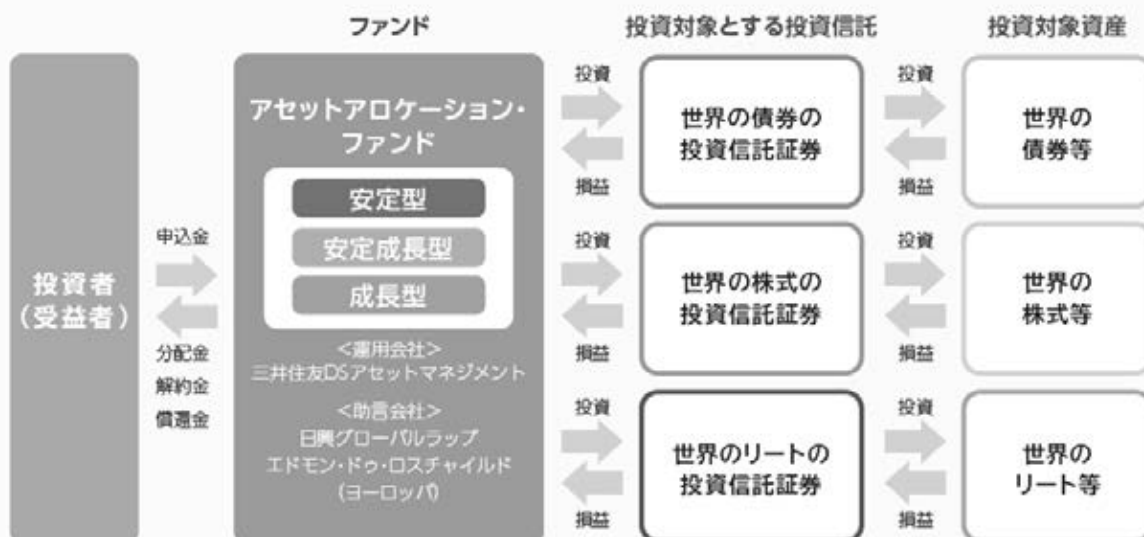 ファンド
投資対象とする投資信託
投資対象資産
投資者
（受益者）
申込金
分配金
解約金
償還金
アセットアロケーション・
ファンド
安定型
安定成長型
成長型
＜運用会社＞
三井住友DSアセットマネジメント
＜助言会社＞
日興グローバルラップ
エドモン・ドゥ・ロスチャイルド
（ヨーロッパ）
投資
損益
世界の債券の
投資信託証券
投資
損益
世界の
債券等
投資
損益
世界の株式の
投資信託証券
投資
損益
世界の
株式等
投資
損益
世界のリートの
投資信託証券
投資
損益
世界の
リート等